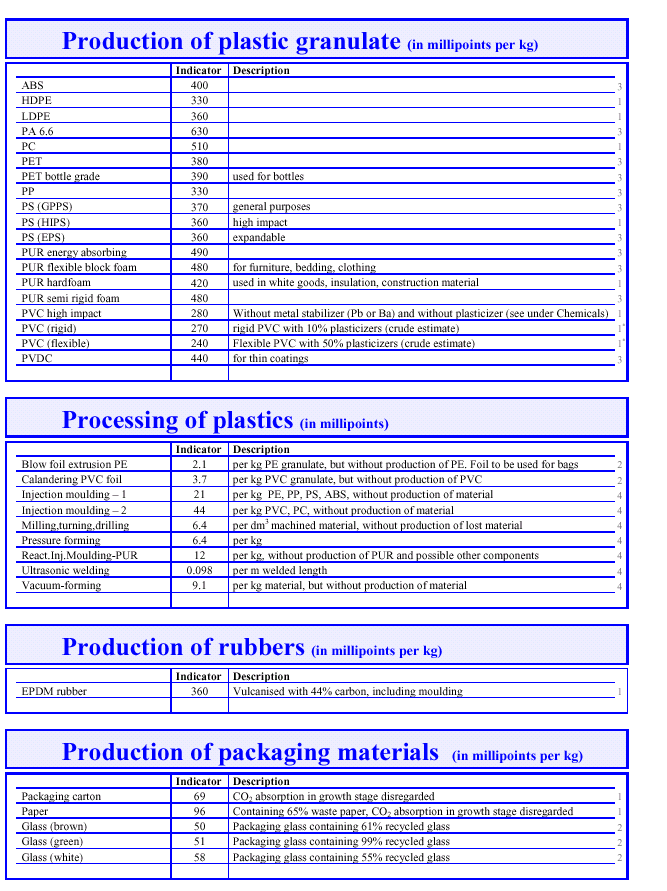 Production of plastic granulate (in millipoints per kg)
Indicator Description
ABS 400 3
HDPE 330 1
LDPE 360 1
PA 6.6 630 3
PC 510 1
PET 380 3
PET bottle grade 390 used for bottles 3
PP 330 3
PS (GPPS) 370 general purposes 3
PS (HIPS) 360 high impact 1
PS (EPS) 360 expandable 3
PUR energy absorbing 490 3
PUR flexible block foam 480 for furniture, bedding, clothing 3
PUR hardfoam 420 used in white goods, insulation, construction material 1
PUR semi rigid foam 480 3
PVC high impact 280 Without metal stabilizer (Pb or Ba) and without plasticizer (see under Chemicals) 1
PVC (rigid) 270 rigid PVC with 10% plasticizers (crude estimate) 1*
PVC (flexible) 240 Flexible PVC with 50% plasticizers (crude estimate) 1*
PVDC 440 for thin coatings 3
Processing of plastics (in millipoints)
Indicator Description
Blow foil extrusion PE 2.1 per kg PE granulate, but without production of PE. Foil to be used for bags 2
Calandering PVC foil 3.7 per kg PVC granulate, but without production of PVC 2
Injection moulding – 1 21 per kg PE, PP, PS, ABS, without production of material 4
Injection moulding – 2 44 per kg PVC, PC, without production of material 4
Milling,turning,drilling 6.4 per dm³ machined material, without production of lost material 4
Pressure forming 6.4 per kg 4
React.Inj.Moulding-PUR 12 per kg, without production of PUR and possible other components 4
Ultrasonic welding 0.098 per m welded length 4
Vacuum-forming 9.1 per kg material, but without production of material 4
Production of rubbers (in millipoints per kg)
Indicator Description
EPDM rubber 360 Vulcanised with 44% carbon, including moulding 1
Production of packaging materials (in millipoints per kg)
Indicator Description
Packaging carton 69 CO₂ absorption in growth stage disregarded 1
Paper 96 Containing 65% waste paper, CO₂ absorption in growth stage disregarded 1
Glass (brown) 50 Packaging glass containing 61% recycled glass 2
Glass (green) 51 Packaging glass containing 99% recycled glass 2
Glass (white) 58 Packaging glass containing 55% recycled glass 2